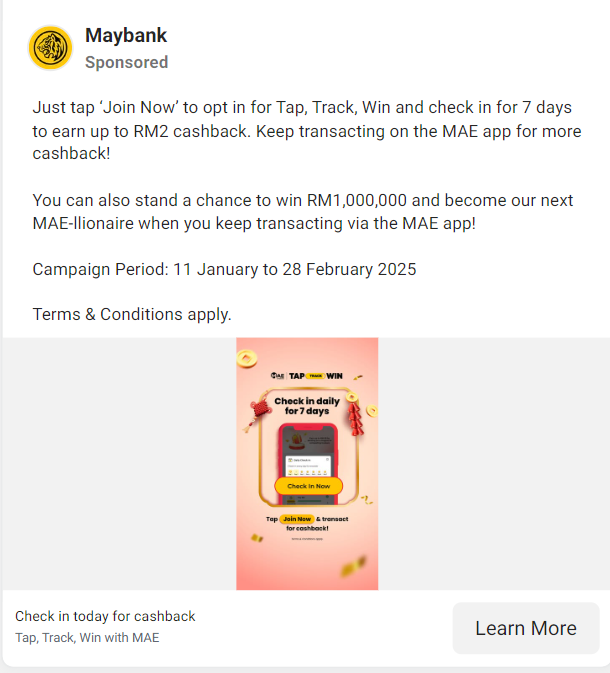 Maybank
Sponsored
Just tap ‘Join Now’ to opt in for Tap, Track, Win and check in for 7 days
to earn up to RM2 cashback. Keep transacting on the MAE app for more
cashback!
You can also stand a chance to win RM1,000,000 and become our next
MAE-llionaire when you keep transacting via the MAE app!
Campaign Period: 11 January to 28 February 2025
Terms & Conditions apply.
MAE TAP TRACK WIN
Check in daily
for 7 days
Check In Now
Tap Join Now & transact
for cashback!
Terms & Conditions apply.
Check in today for cashback
Tap, Track, Win with MAE
Learn More